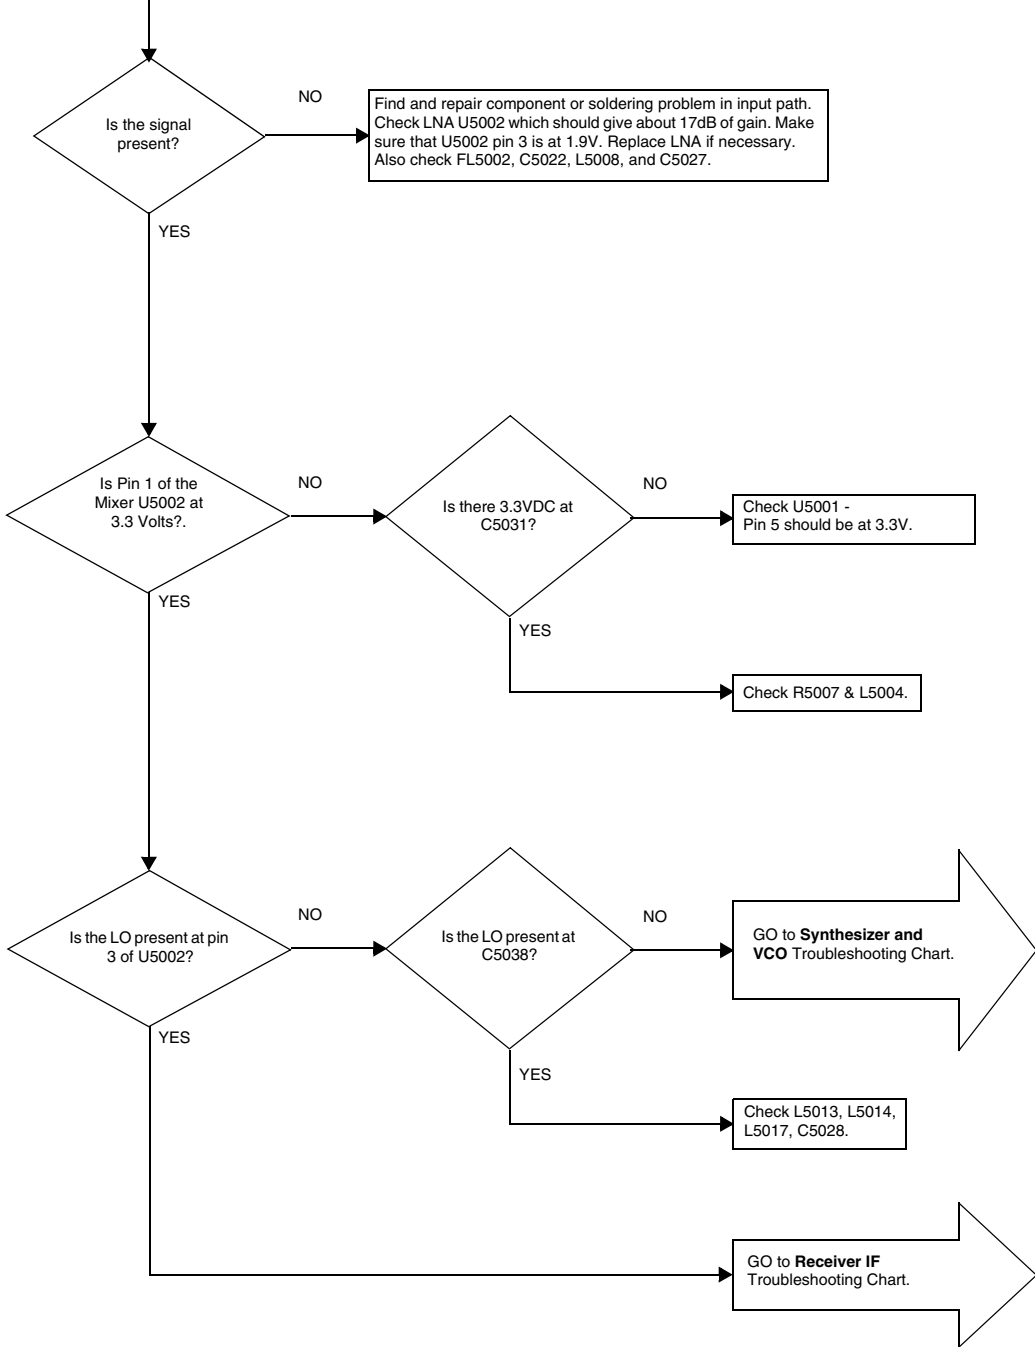 Is the signal
present?
NO
Find and repair component or soldering problem in input path.
Check LNA U5002 which should give about 17dB of gain. Make
sure that U5002 pin 3 is at 1.9V. Replace LNA if necessary.
Also check FL5002, C5022, L5008, and C5027.
YES
Is Pin 1 of the
Mixer U5002 at
3.3 Volts?.
NO
Is there 3.3VDC at
C5031?
NO
Check U5001 -
Pin 5 should be at 3.3V.
YES
YES
Check R5007 & L5004.
Is the LO present at pin
3 of U5002?
NO
Is the LO present at
C5038?
NO
GO to Synthesizer and
VCO Troubleshooting Chart.
YES
YES
Check L5013, L5014,
L5017, C5028.
GO to Receiver IF
Troubleshooting Chart.